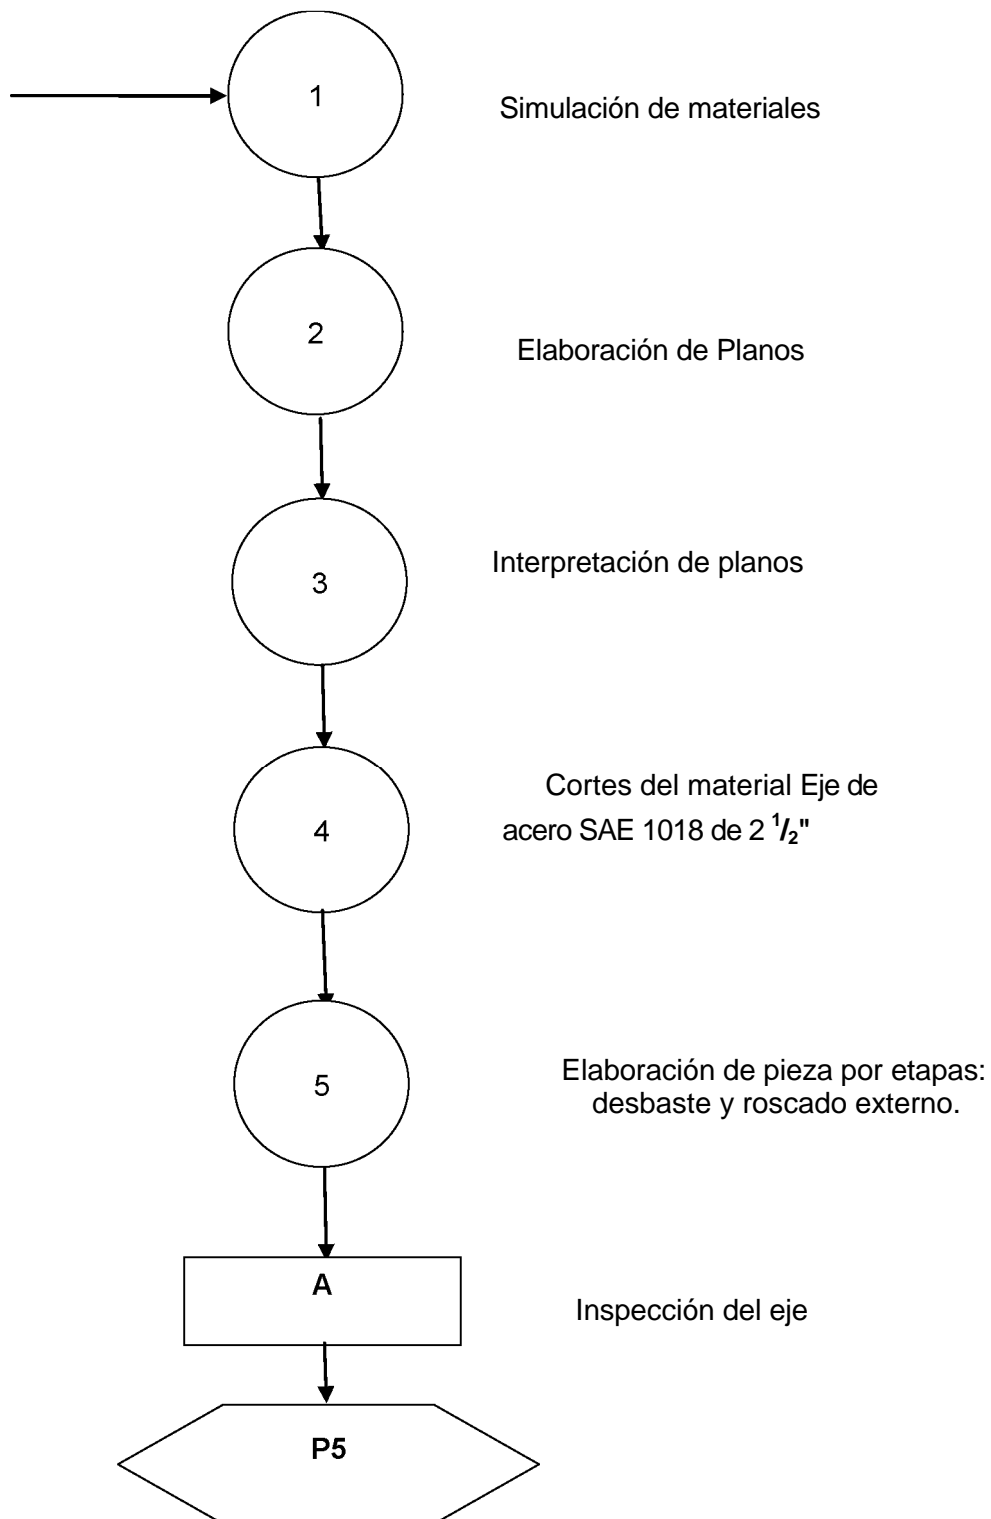 1
Simulación de materiales
2
Elaboración de Planos
3
Interpretación de planos
Cortes del material Eje de
4
acero SAE 1018 de 2 1/2"
5
Elaboración de pieza por etapas:
desbaste y roscado externo.
A
Inspección del eje
P5